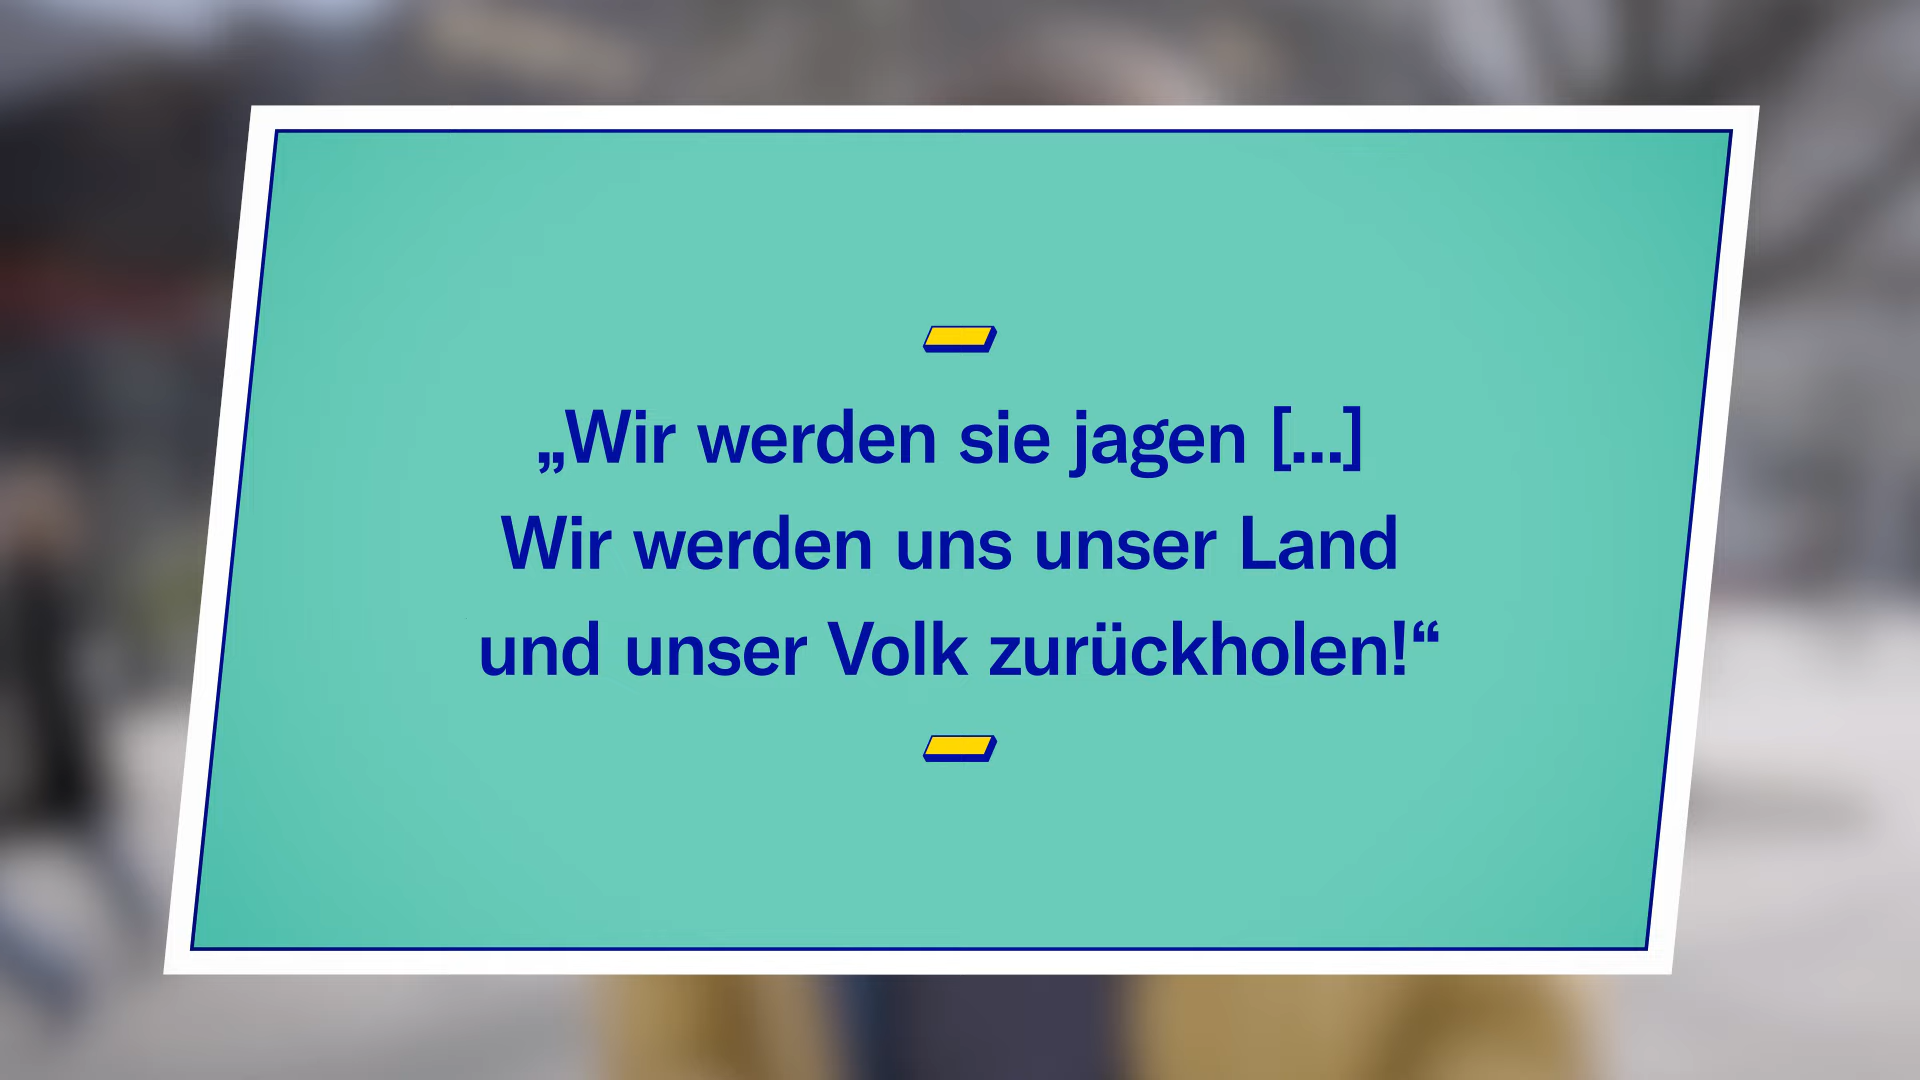 „Wir werden sie jagen [...]
Wir werden uns unser Land
und unser Volk zurückholen!“